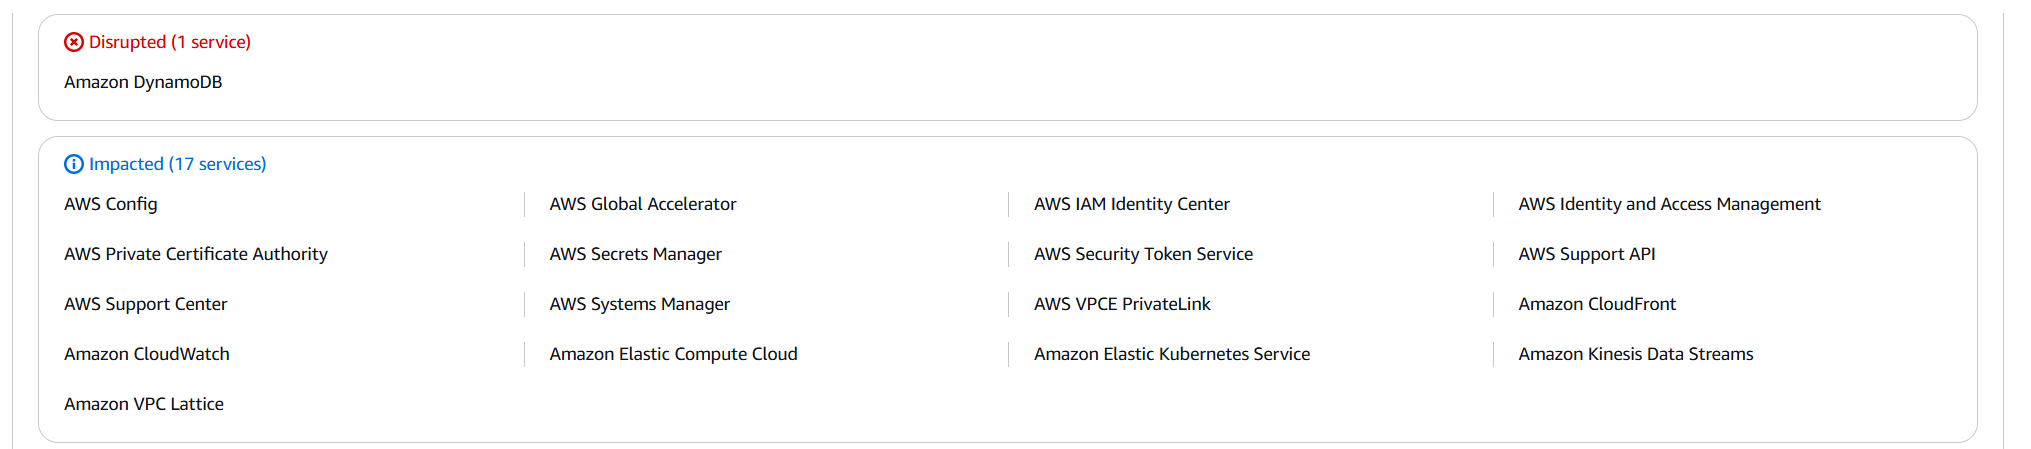 Disrupted (1 service)
Amazon DynamoDB
Impacted (17 services)
AWS Config
AWS Global Accelerator
AWS IAM Identity Center
AWS Identity and Access Management
AWS Private Certificate Authority
AWS Secrets Manager
AWS Security Token Service
AWS Support API
AWS Support Center
AWS Systems Manager
AWS VPCE PrivateLink
Amazon CloudFront
Amazon CloudWatch
Amazon Elastic Compute Cloud
Amazon Elastic Kubernetes Service
Amazon Kinesis Data Streams
Amazon VPC Lattice